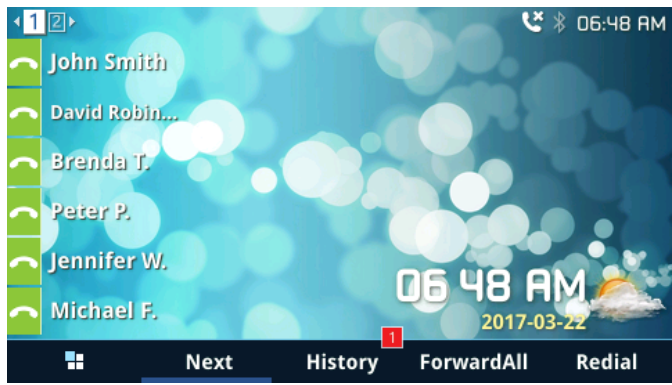 1 2 06:48 AM
John Smith
David Robin...
Brenda T.
Peter P.
Jennifer W.
Michael F.
06 48 AM
2017-03-22
1
Next History ForwardAll Redial